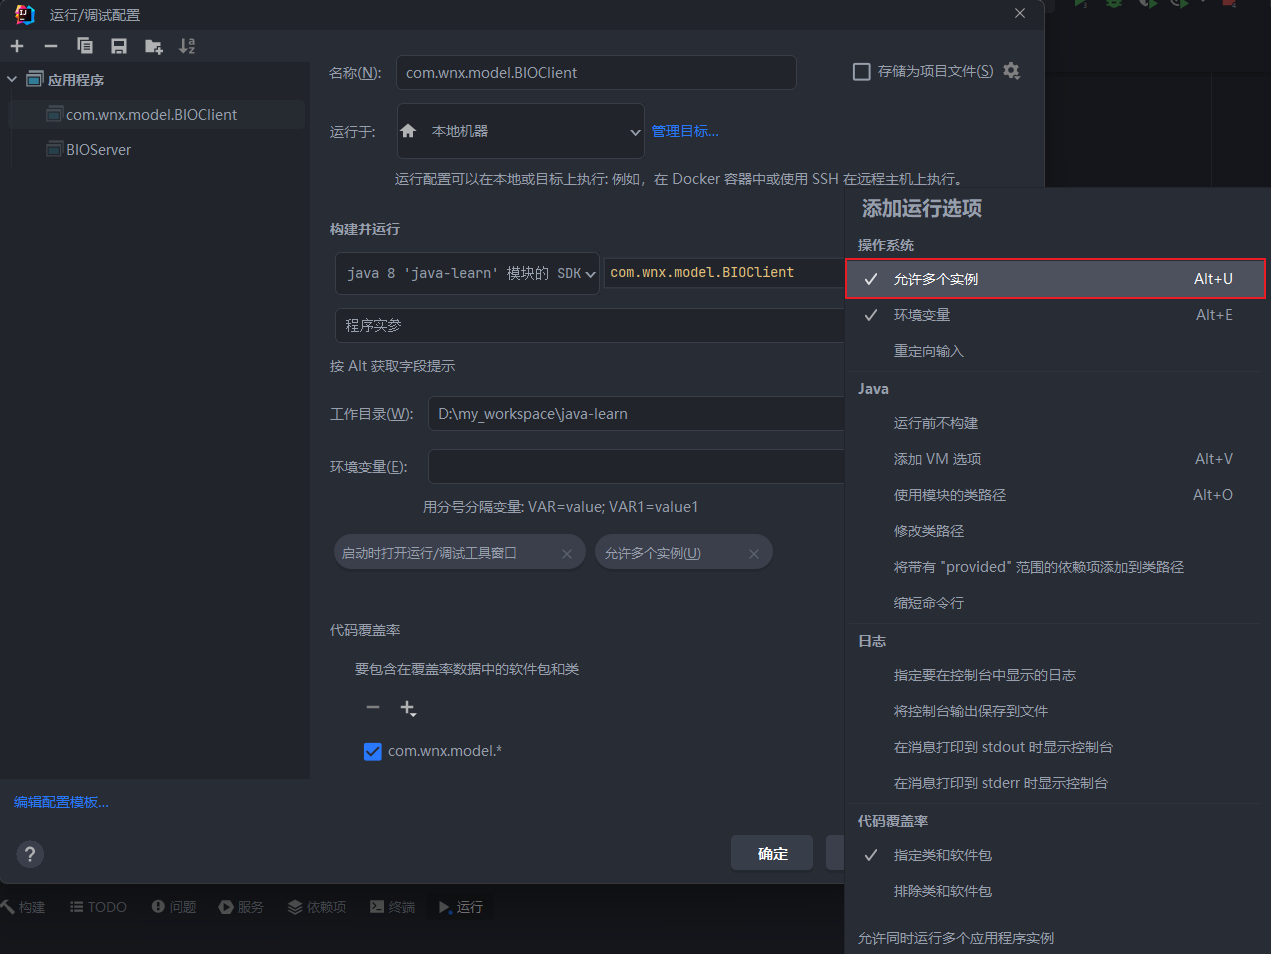 运行/调试配置
应用程序
com.wnx.model.BIOClient
BIOServer
编辑配置模板...
?
名称(N):
com.wnx.model.BIOClient
存储为项目文件(S)
运行于:
本地机器
管理目标...
运行配置可以在本地或目标上执行: 例如，在 Docker 容器中或使用 SSH 在远程主机上执行。
构建并运行
java 8 'java-learn' 模块的 SDK
com.wnx.model.BIOClient
程序实参
按 Alt 获取字段提示
工作目录(W):
D:\my_workspace\java-learn
环境变量(E):
用分号分隔变量: VAR=value; VAR1=value1
启动时打开运行/调试工具窗口
允许多个实例(U)
代码覆盖率
要包含在覆盖率数据中的软件包和类
com.wnx.model.*
确定
添加运行选项
操作系统
允许多个实例 Alt+U
环境变量 Alt+E
重定向输入
Java
运行前不构建
添加 VM 选项 Alt+V
使用模块的类路径 Alt+O
修改类路径
将带有 "provided" 范围的依赖项添加到类路径
缩短命令行
日志
指定要在控制台中显示的日志
将控制台输出保存到文件
在消息打印到 stdout 时显示控制台
在消息打印到 stderr 时显示控制台
代码覆盖率
指定类和软件包
排除类和软件包
允许同时运行多个应用程序实例
构建 TODO 问题 服务 依赖项 终端 运行